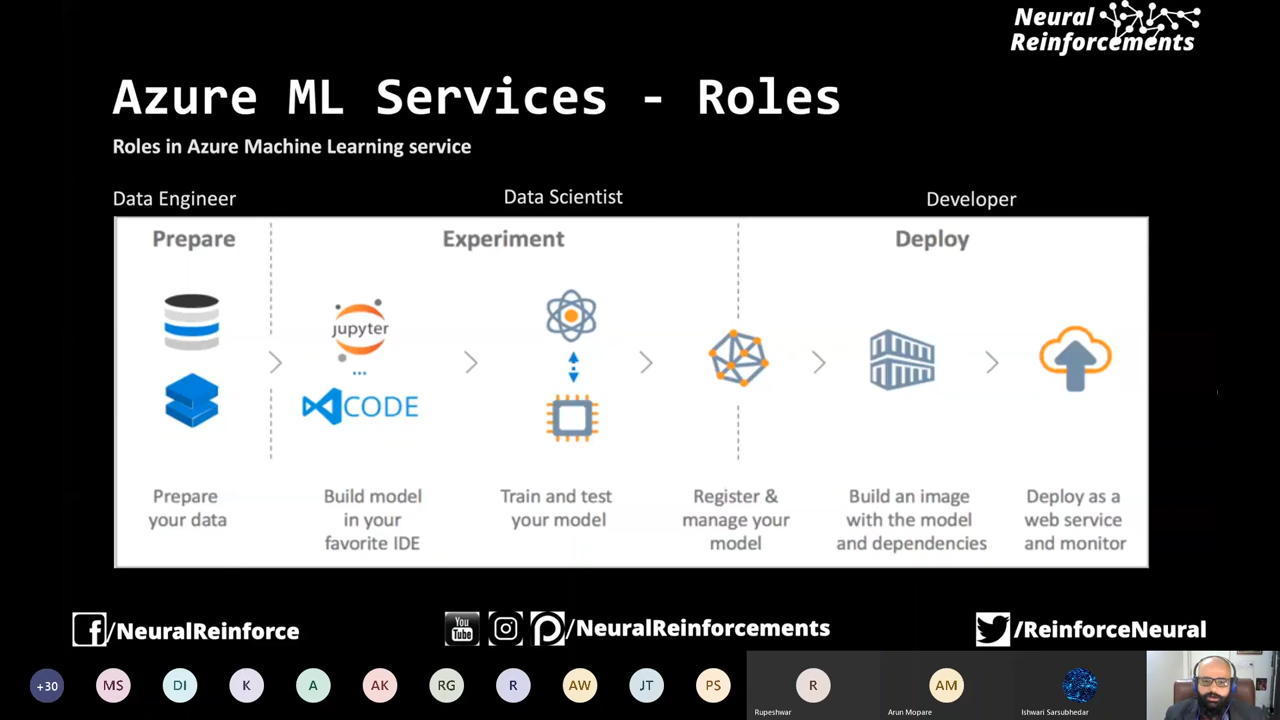 Neural
Reinforcements
Azure ML Services - Roles
Roles in Azure Machine Learning service
Data Engineer
Data Scientist
Developer
Prepare
Experiment
Deploy
jupyter
...
CODE
Prepare
your data
Build model
in your
favorite IDE
Train and test
your model
Register &
manage your
model
Build an image
with the model
and dependencies
Deploy as a
web service
and monitor
/NeuralReinforce
You
Tube
/NeuralReinforcements
/ReinforceNeural
+30
MS
DI
K
A
AK
RG
R
AW
JT
PS
R
Rupeshwar
AM
Arun Mopare
Ishwari Sarsubhedar